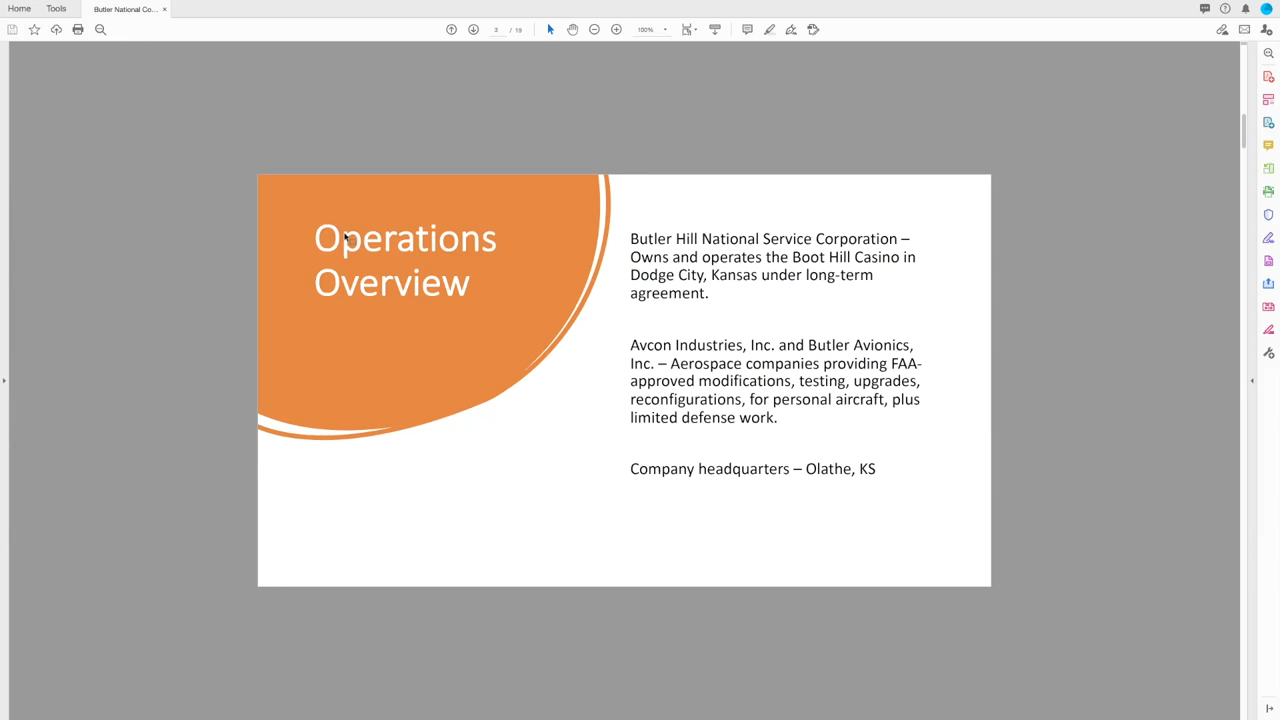 Home
Tools
Butler National Co...
3 / 19
100%
Operations
Overview
Butler Hill National Service Corporation –
Owns and operates the Boot Hill Casino in
Dodge City, Kansas under long-term
agreement.
Avcon Industries, Inc. and Butler Avionics,
Inc. – Aerospace companies providing FAA-
approved modifications, testing, upgrades,
reconfigurations, for personal aircraft, plus
limited defense work.
Company headquarters – Olathe, KS